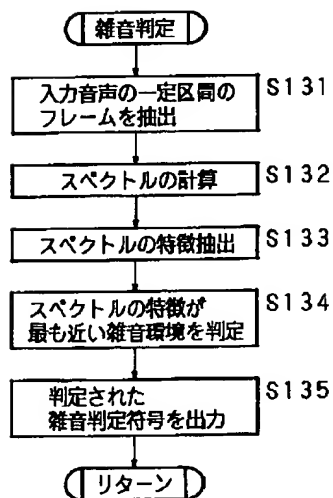 雑音判定
入力音声の一定区間の
フレームを抽出
S131
スペクトルの計算
S132
スペクトルの特徴抽出
S133
スペクトルの特徴が
最も近い雑音環境を判定
S134
判定された
雑音判定符号を出力
S135
リターン